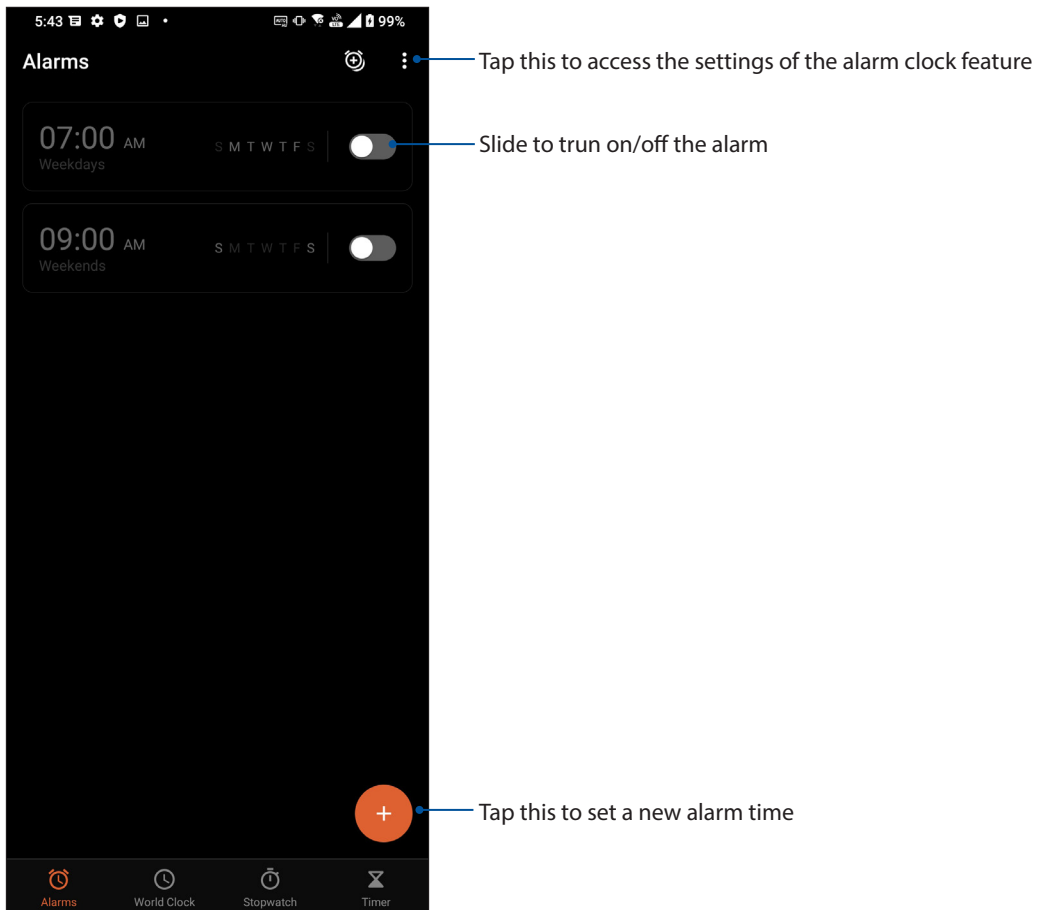 5:43 99%
Alarms
Tap this to access the settings of the alarm clock feature
07:00 AM S M T W T F S
Weekdays
Slide to trun on/off the alarm
09:00 AM S M T W T F S
Weekends
Tap this to set a new alarm time
Alarms World Clock Stopwatch Timer